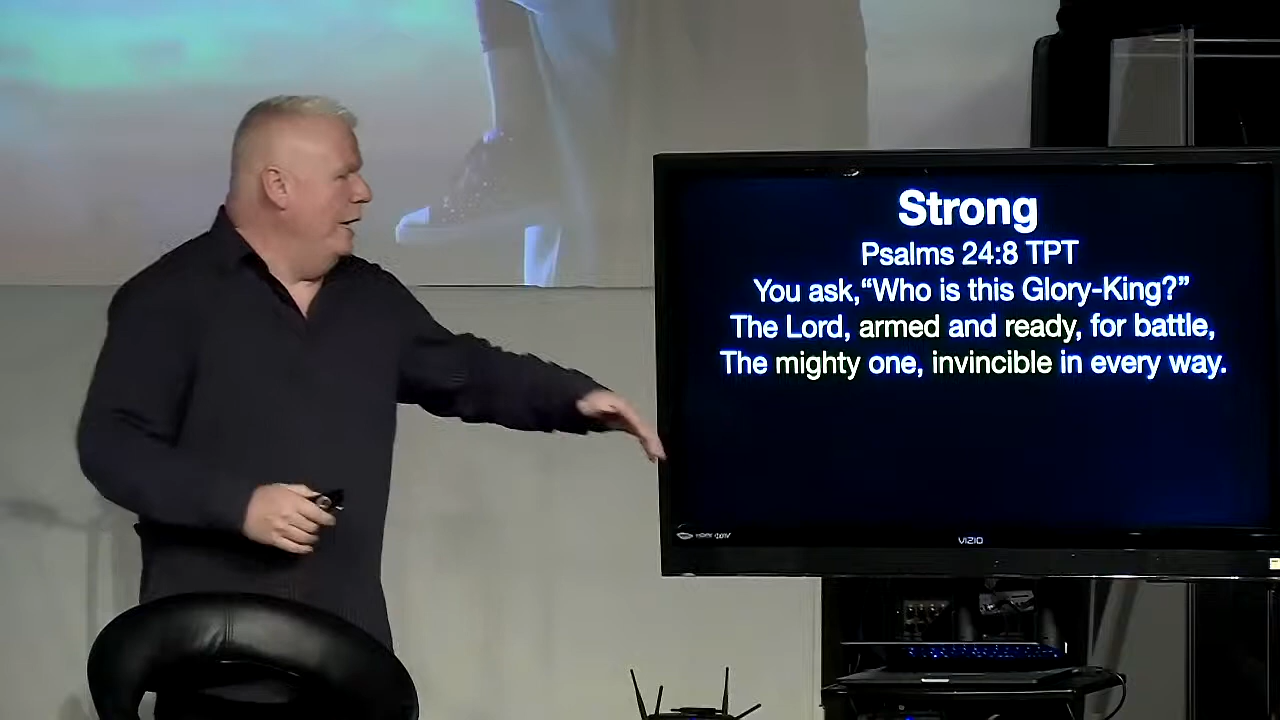 Strong
Psalms 24:8 TPT
You ask,“Who is this Glory-King?”
The Lord, armed and ready, for battle,
The mighty one, invincible in every way.
VIZIO